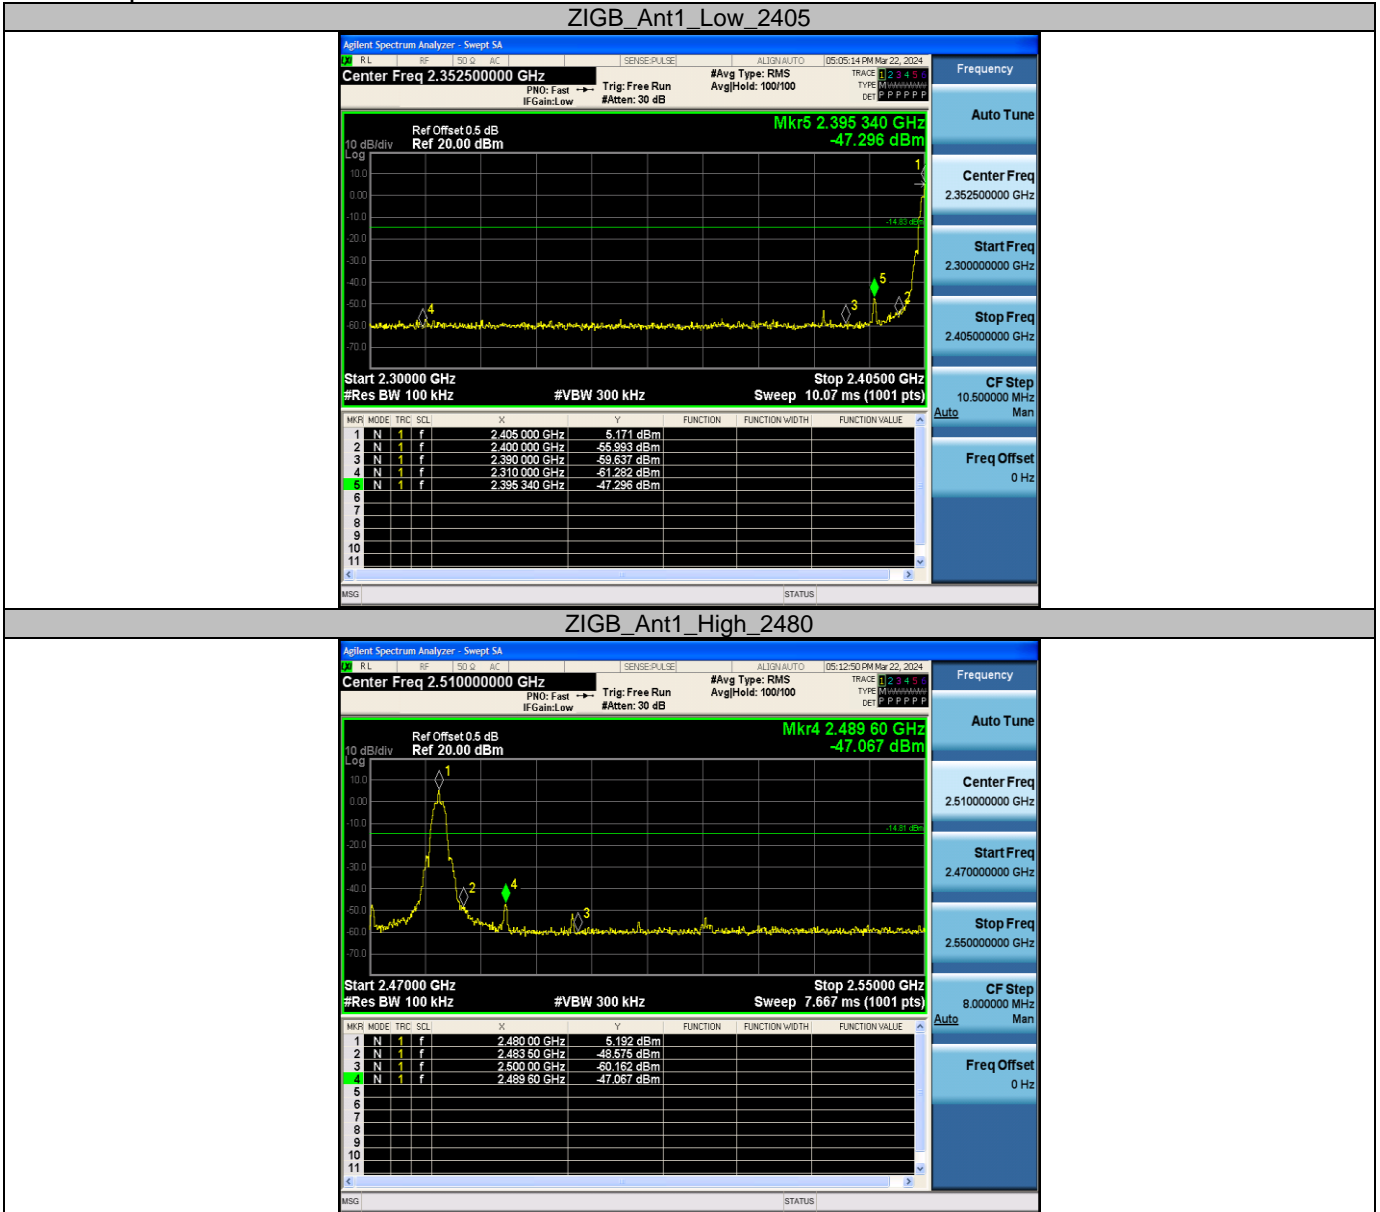 ZIGB_Ant1_Low_2405
Agilent Spectrum Analyzer - Swept SA
RL RF 50 Ω AC SENSE:PULSE ALIGNAUTO 05:05:14 PM Mar 22, 2024
Center Freq 2.352500000 GHz #Avg Type: RMS TRACE 1 2 3 4 5 6
PNO: Fast Trig: Free Run Avg|Hold: 100/100 TYPE M
IFGain:Low #Atten: 30 dB DET P P P P P P
Mkr5 2.395 340 GHz
-47.296 dBm
Ref Offset 0.5 dB
10 dB/div Ref 20.00 dBm
Log
10.0
0.00
-10.0
-14.83 dBm
-20.0
-30.0
-40.0
-50.0
-60.0
-70.0
1
5
2
3
4
Start 2.30000 GHz Stop 2.40500 GHz
#Res BW 100 kHz #VBW 300 kHz Sweep 10.07 ms (1001 pts)
MKR MODE TRC SCL X Y FUNCTION FUNCTION WIDTH FUNCTION VALUE
1 N 1 f 2.405 000 GHz 5.171 dBm
2 N 1 f 2.400 000 GHz -55.993 dBm
3 N 1 f 2.390 000 GHz -59.637 dBm
4 N 1 f 2.310 000 GHz -61.282 dBm
5 N 1 f 2.395 340 GHz -47.296 dBm
6
7
8
9
10
11
MSG STATUS
Frequency
Auto Tune
Center Freq
2.352500000 GHz
Start Freq
2.300000000 GHz
Stop Freq
2.405000000 GHz
CF Step
10.500000 MHz
Auto Man
Freq Offset
0 Hz
ZIGB_Ant1_High_2480
Agilent Spectrum Analyzer - Swept SA
RL RF 50 Ω AC SENSE:PULSE ALIGNAUTO 05:12:50 PM Mar 22, 2024
Center Freq 2.510000000 GHz #Avg Type: RMS TRACE 1 2 3 4 5 6
PNO: Fast Trig: Free Run Avg|Hold: 100/100 TYPE M
IFGain:Low #Atten: 30 dB DET P P P P P P
Mkr4 2.489 60 GHz
-47.067 dBm
Ref Offset 0.5 dB
10 dB/div Ref 20.00 dBm
Log
10.0
0.00
-10.0
-14.81 dBm
-20.0
-30.0
-40.0
-50.0
-60.0
-70.0
1
2
4
3
Start 2.47000 GHz Stop 2.55000 GHz
#Res BW 100 kHz #VBW 300 kHz Sweep 7.667 ms (1001 pts)
MKR MODE TRC SCL X Y FUNCTION FUNCTION WIDTH FUNCTION VALUE
1 N 1 f 2.480 00 GHz 5.192 dBm
2 N 1 f 2.483 50 GHz -48.575 dBm
3 N 1 f 2.500 00 GHz -60.162 dBm
4 N 1 f 2.489 60 GHz -47.067 dBm
5
6
7
8
9
10
11
MSG STATUS
Frequency
Auto Tune
Center Freq
2.510000000 GHz
Start Freq
2.470000000 GHz
Stop Freq
2.550000000 GHz
CF Step
8.000000 MHz
Auto Man
Freq Offset
0 Hz